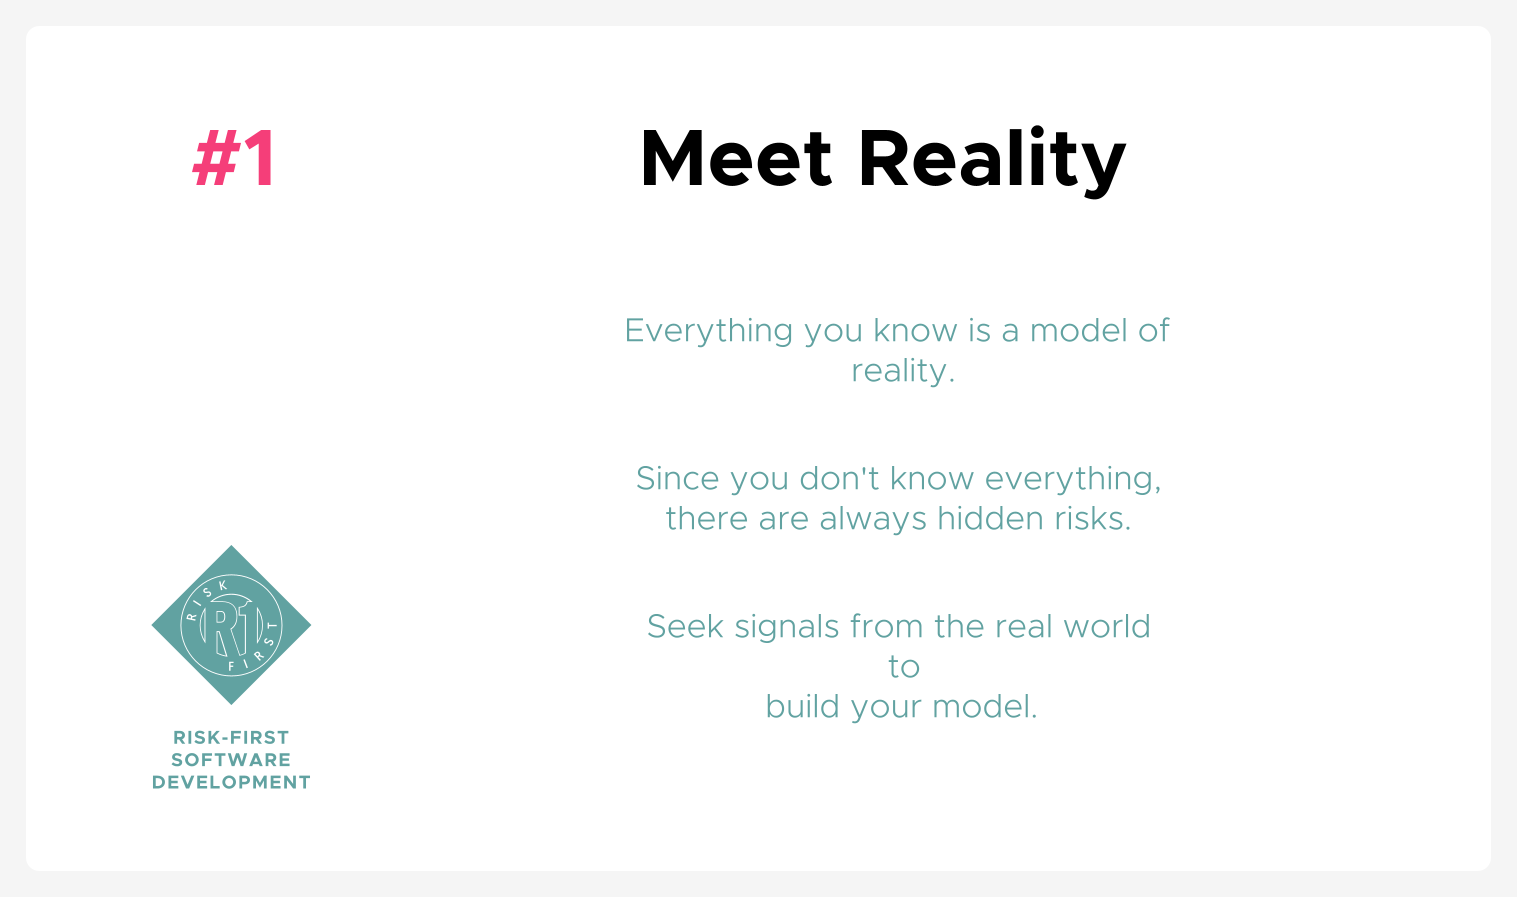 #1
Meet Reality
Everything you know is a model of
reality.
Since you don't know everything,
there are always hidden risks.
Seek signals from the real world
to
build your model.
RISK FIRST
R1
RISK-FIRST
SOFTWARE
DEVELOPMENT